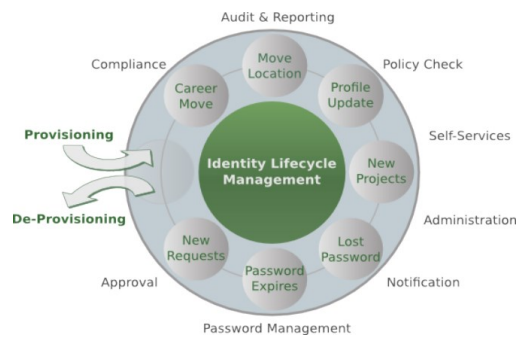 Audit & Reporting
Compliance
Move
Location
Policy Check
Career
Move
Profile
Update
Provisioning
Self-Services
Identity Lifecycle
Management
New
Projects
De-Provisioning
Administration
New
Requests
Lost
Password
Password
Expires
Approval
Notification
Password Management